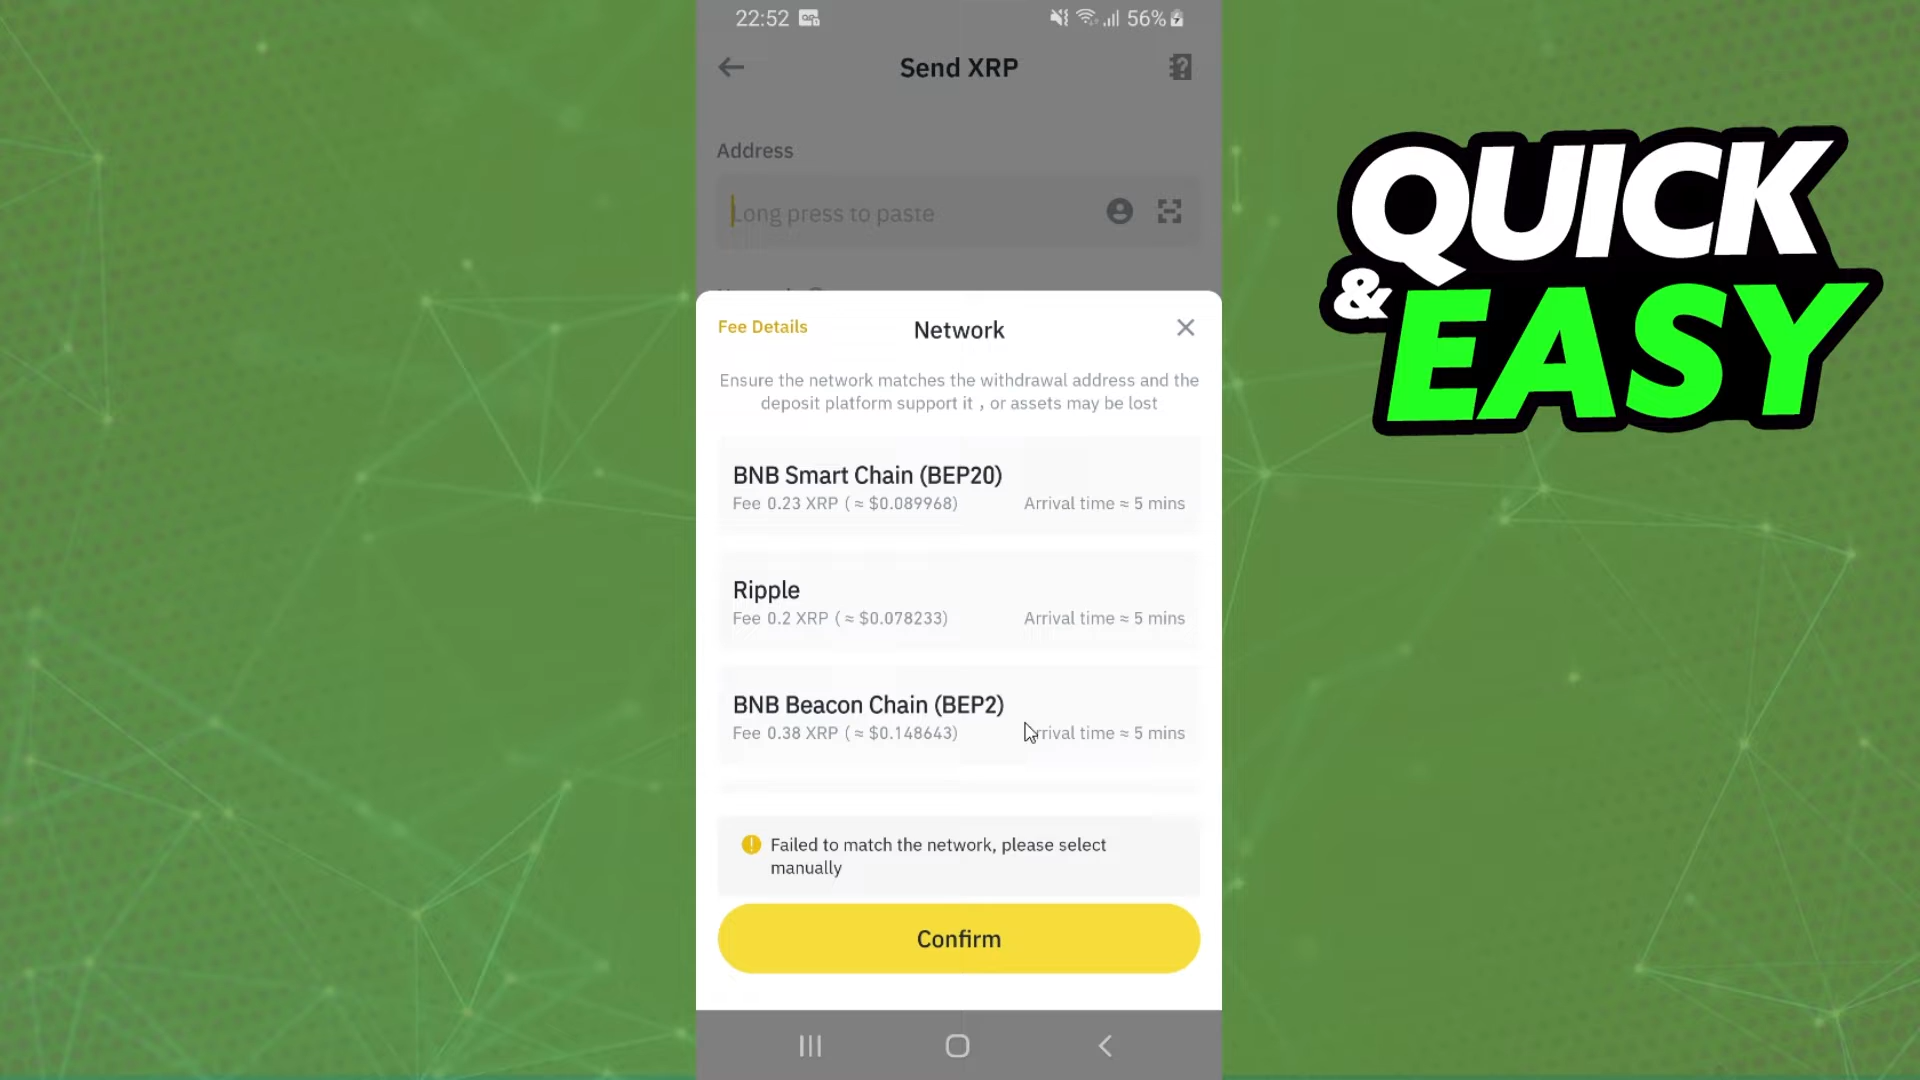 22:52
56%
Send XRP
Address
Long press to paste
Fee Details
Network
Ensure the network matches the withdrawal address and the
deposit platform support it , or assets may be lost
BNB Smart Chain (BEP20)
Fee 0.23 XRP ( ≈ $0.089968)
Arrival time ≈ 5 mins
Ripple
Fee 0.2 XRP ( ≈ $0.078233)
Arrival time ≈ 5 mins
BNB Beacon Chain (BEP2)
Fee 0.38 XRP ( ≈ $0.148643)
Arrival time ≈ 5 mins
Failed to match the network, please select
manually
Confirm
QUICK
&
EASY